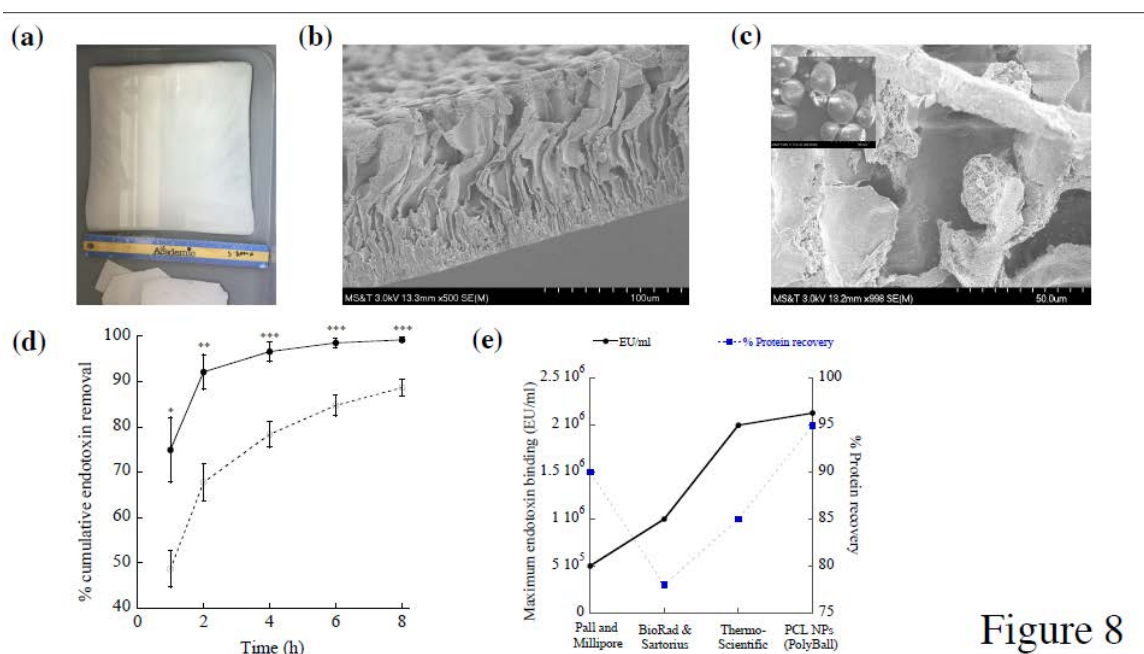 (a)
(b)
(c)
Academic
MS&T 3.0kV 13.3mm x500 SE(M)
100um
MS&T 3.0kV 13.2mm x998 SE(M)
50.0um
(d)
% cumulative endotoxin removal
100
90
80
70
60
50
40
*
**
***
***
***
0
2
4
6
8
Time (h)
(e)
EU/ml
% Protein recovery
Maximum endotoxin binding (EU/ml)
2.5 10⁶
2 10⁶
1.5 10⁶
1 10⁶
5 10⁵
0
100
95
90
85
80
75
% Protein recovery
Pall and
Millipore
BioRad &
Sartorius
Thermo-
Scientific
PCL NPs
(PolyBall)
Figure 8